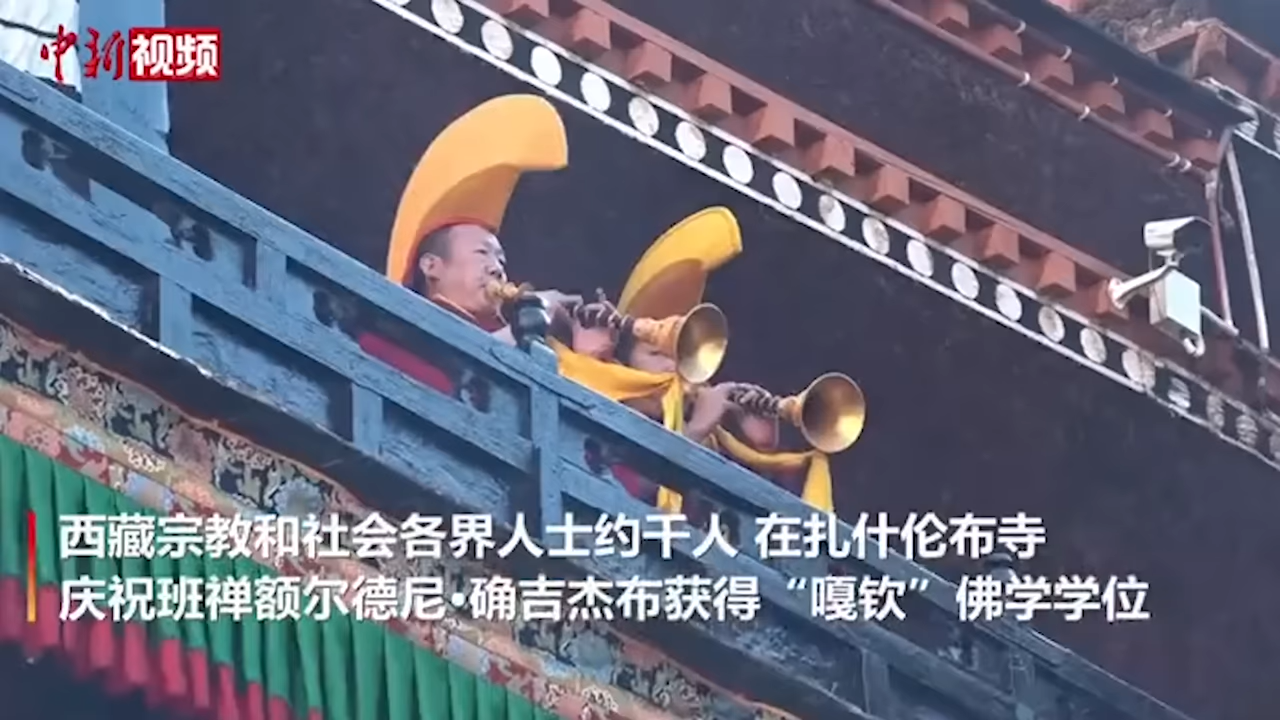 中新视频
西藏宗教和社会各界人士约千人 在扎什伦布寺
庆祝班禅额尔德尼·确吉杰布获得“嘎钦”佛学学位